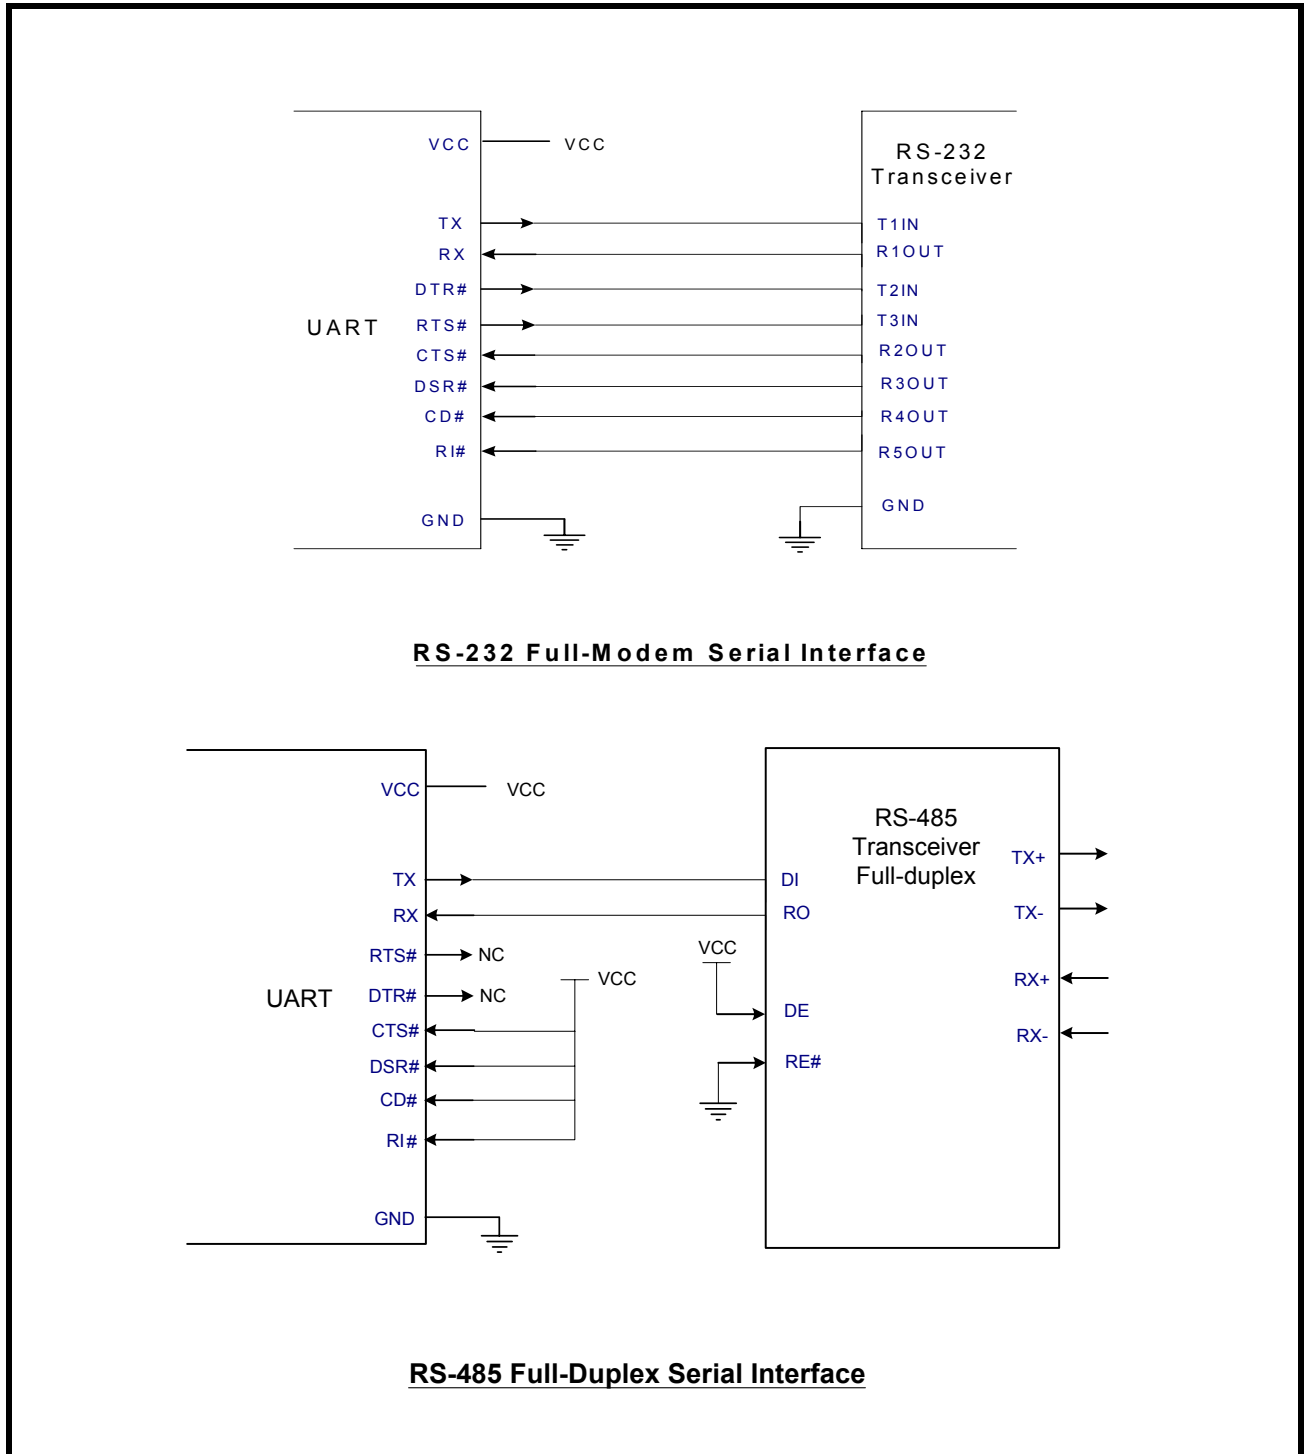 VCC VCC
RS-232
Transceiver
TX T1IN
RX R1OUT
DTR# T2IN
UART RTS# T3IN
CTS# R2OUT
DSR# R3OUT
CD# R4OUT
RI# R5OUT
GND GND
RS-232 Full-Modem Serial Interface
VCC VCC
RS-485
Transceiver
Full-duplex
TX DI TX+
RX RO TX-
RTS# NC VCC
VCC RX+
UART DTR# NC
CTS# DE RX-
DSR# RE#
CD#
RI#
GND
RS-485 Full-Duplex Serial Interface